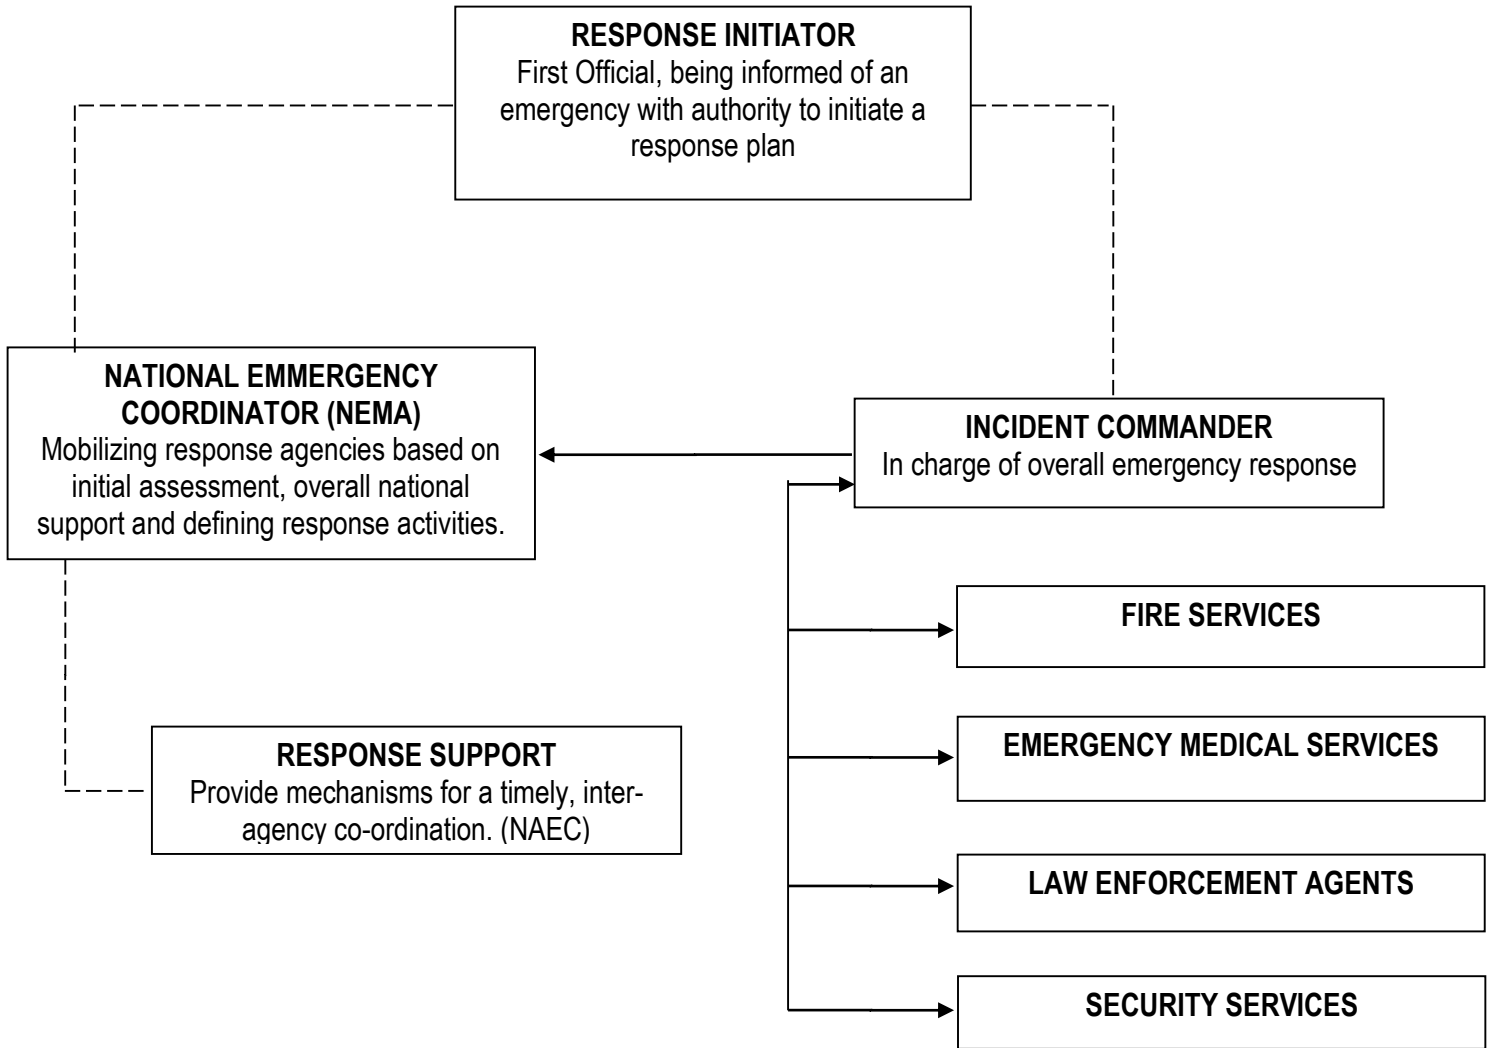 RESPONSE INITIATOR
First Official, being informed of an
emergency with authority to initiate a
response plan
NATIONAL EMMERGENCY
COORDINATOR (NEMA)
Mobilizing response agencies based on
initial assessment, overall national
support and defining response activities.
INCIDENT COMMANDER
In charge of overall emergency response
FIRE SERVICES
RESPONSE SUPPORT
Provide mechanisms for a timely, inter-
agency co-ordination. (NAEC)
EMERGENCY MEDICAL SERVICES
LAW ENFORCEMENT AGENTS
SECURITY SERVICES